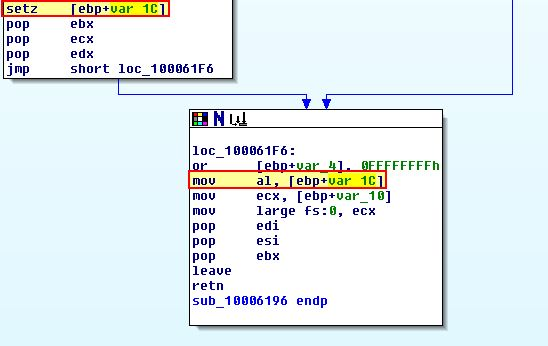 setz [ebp+var_1C]
pop ebx
pop ecx
pop edx
jmp short loc_100061F6
loc_100061F6:
or [ebp+var_4], 0FFFFFFFFh
mov al, [ebp+var_1C]
mov ecx, [ebp+var_10]
mov large fs:0, ecx
pop edi
pop esi
pop ebx
leave
retn
sub_10006196 endp